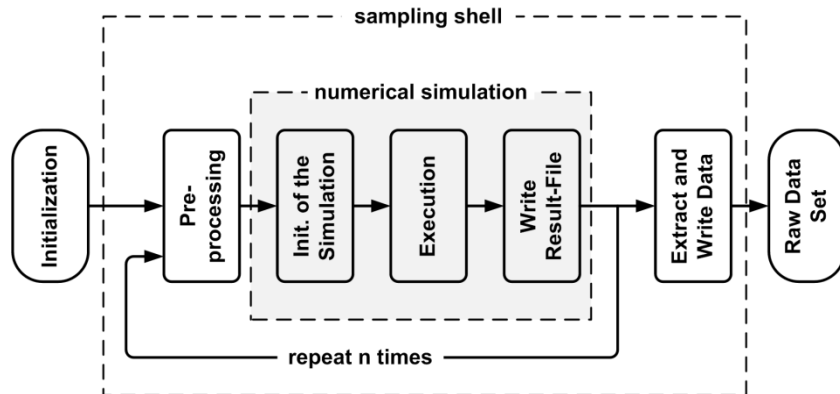 sampling shell
numerical simulation
Initialization
Pre-
processing
Init. of the
Simulation
Execution
Write
Result-File
Extract and
Write Data
Raw Data
Set
repeat n times